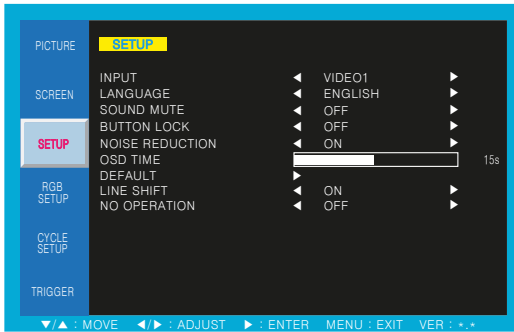 PICTURE
SCREEN
SETUP
RGB
SETUP
CYCLE
SETUP
TRIGGER
SETUP
INPUT ◀ VIDEO1 ▶
LANGUAGE ◀ ENGLISH ▶
SOUND MUTE ◀ OFF ▶
BUTTON LOCK ◀ OFF ▶
NOISE REDUCTION ◀ ON ▶
OSD TIME 15s
DEFAULT ▶
LINE SHIFT ◀ ON ▶
NO OPERATION ◀ OFF ▶
▼/▲ : MOVE ◀/▶ : ADJUST ▶ : ENTER MENU : EXIT VER : *.*